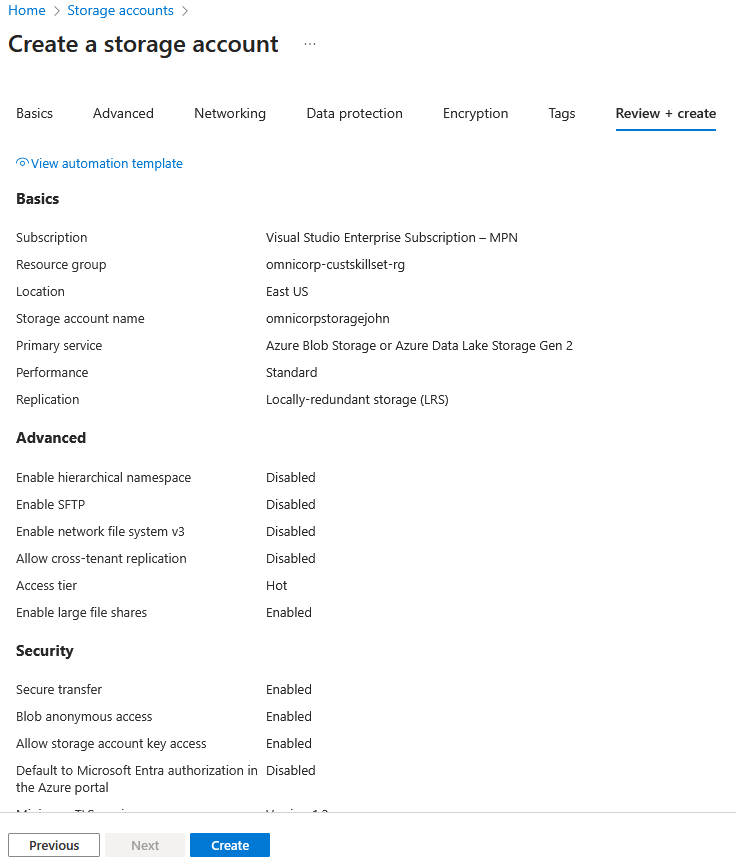 Home > Storage accounts >
Create a storage account ...
Basics Advanced Networking Data protection Encryption Tags Review + create
View automation template
Basics
Subscription Visual Studio Enterprise Subscription – MPN
Resource group omnicorp-custskillset-rg
Location East US
Storage account name omnicorpstoragejohn
Primary service Azure Blob Storage or Azure Data Lake Storage Gen 2
Performance Standard
Replication Locally-redundant storage (LRS)
Advanced
Enable hierarchical namespace Disabled
Enable SFTP Disabled
Enable network file system v3 Disabled
Allow cross-tenant replication Disabled
Access tier Hot
Enable large file shares Enabled
Security
Secure transfer Enabled
Blob anonymous access Enabled
Allow storage account key access Enabled
Default to Microsoft Entra authorization in Disabled
the Azure portal
Previous Next Create